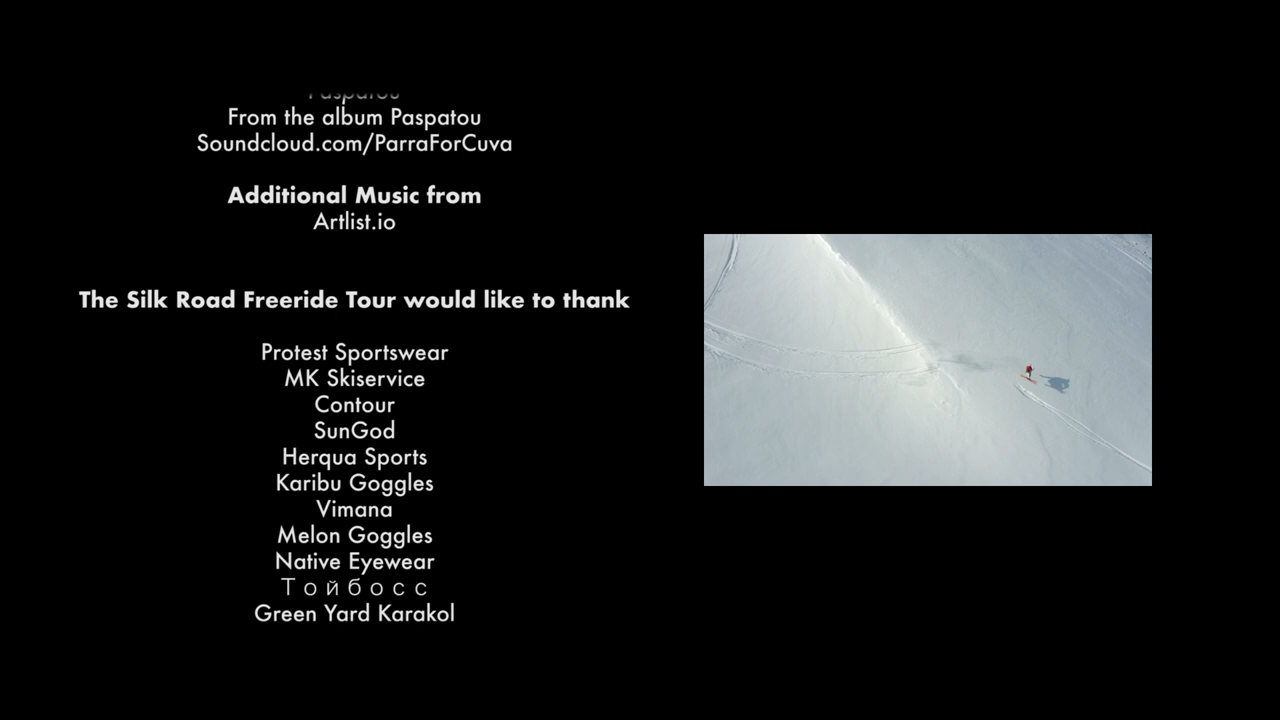 From the album Paspatou
Soundcloud.com/ParraForCuva
Additional Music from
Artlist.io
The Silk Road Freeride Tour would like to thank
Protest Sportswear
MK Skiservice
Contour
SunGod
Herqua Sports
Karibu Goggles
Vimana
Melon Goggles
Native Eyewear
Тойбосс
Green Yard Karakol